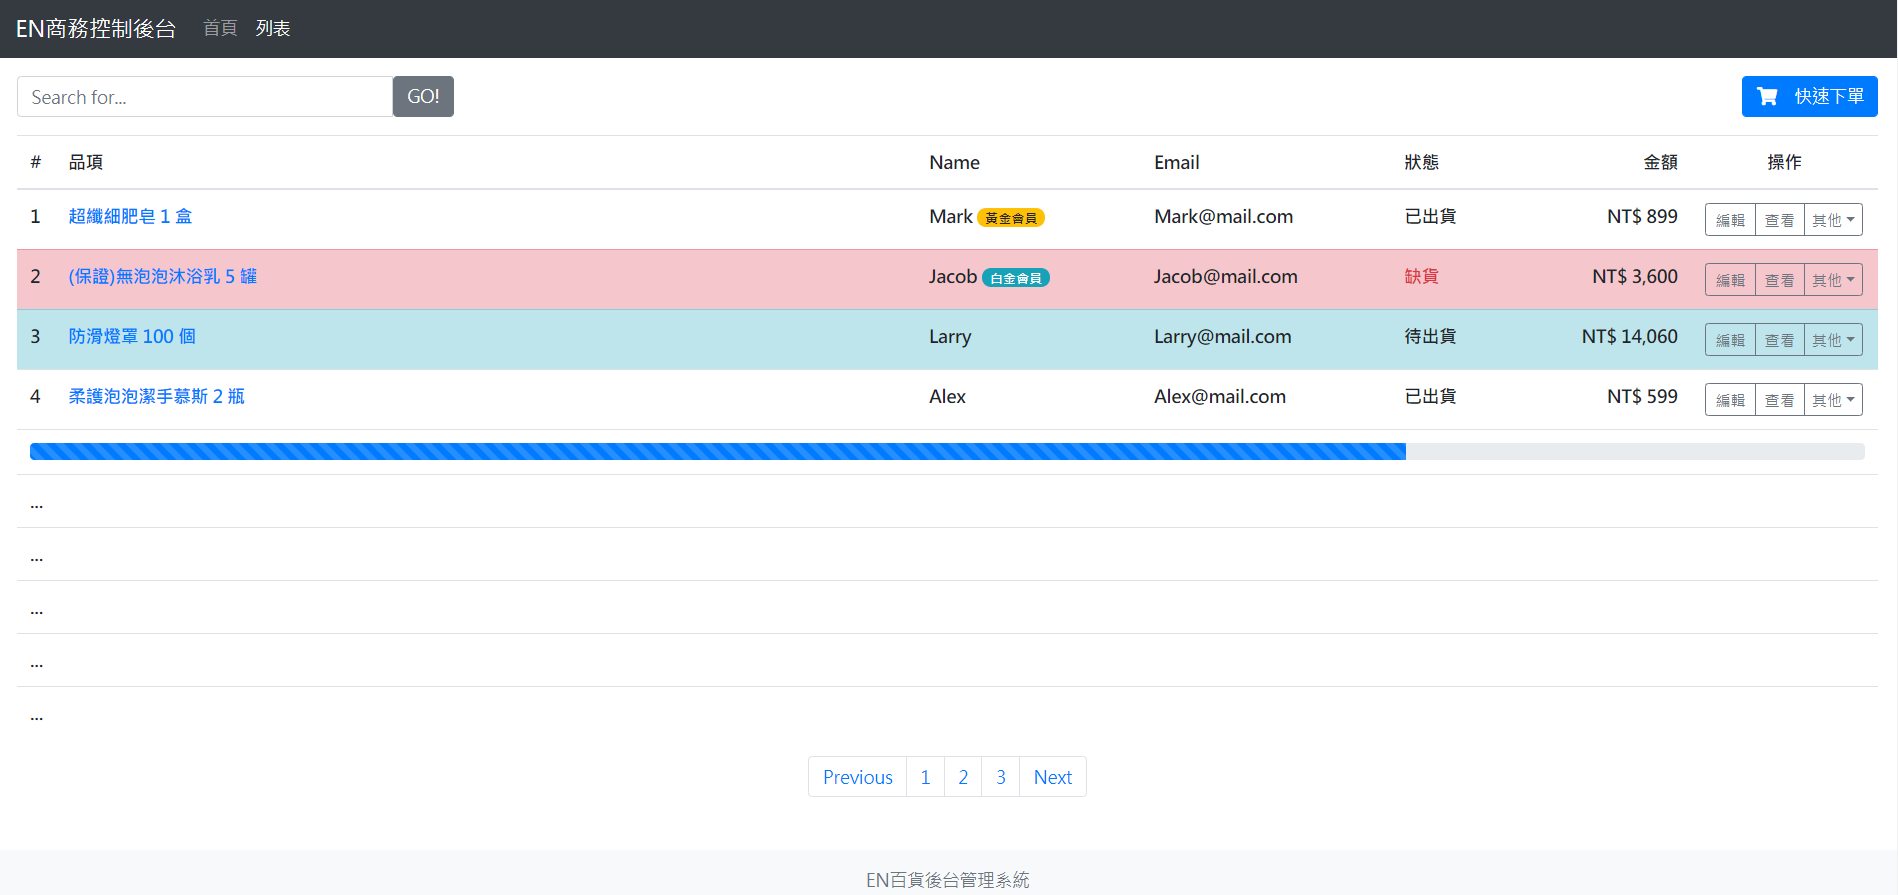 EN商務控制後台 首頁 列表
Search for... GO! 快速下單
# 品項 Name Email 狀態 金額 操作
1 超纖細肥皂 1 盒 Mark 黃金會員 Mark@mail.com 已出貨 NT$ 899 編輯 查看 其他
2 (保證)無泡泡沐浴乳 5 罐 Jacob 白金會員 Jacob@mail.com 缺貨 NT$ 3,600 編輯 查看 其他
3 防滑燈罩 100 個 Larry Larry@mail.com 待出貨 NT$ 14,060 編輯 查看 其他
4 柔護泡泡潔手慕斯 2 瓶 Alex Alex@mail.com 已出貨 NT$ 599 編輯 查看 其他
...
...
...
...
...
Previous 1 2 3 Next
EN百貨後台管理系統